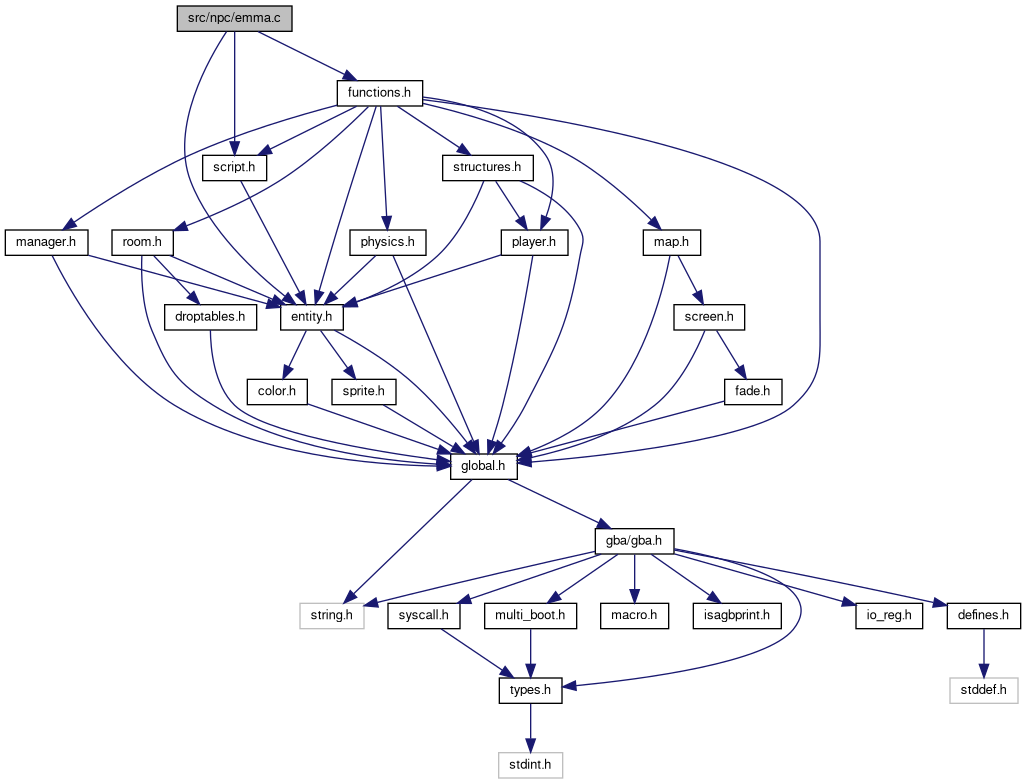 src/npc/emma.c
functions.h
script.h
structures.h
manager.h
room.h
physics.h
player.h
map.h
droptables.h
entity.h
screen.h
color.h
sprite.h
fade.h
global.h
gba/gba.h
string.h
syscall.h
multi_boot.h
macro.h
isagbprint.h
io_reg.h
defines.h
types.h
stddef.h
stdint.h